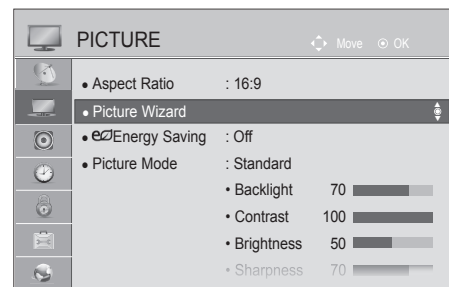 PICTURE Move OK
• Aspect Ratio : 16:9
• Picture Wizard
• Energy Saving : Off
• Picture Mode : Standard
• Backlight 70
• Contrast 100
• Brightness 50
• Sharpness 70